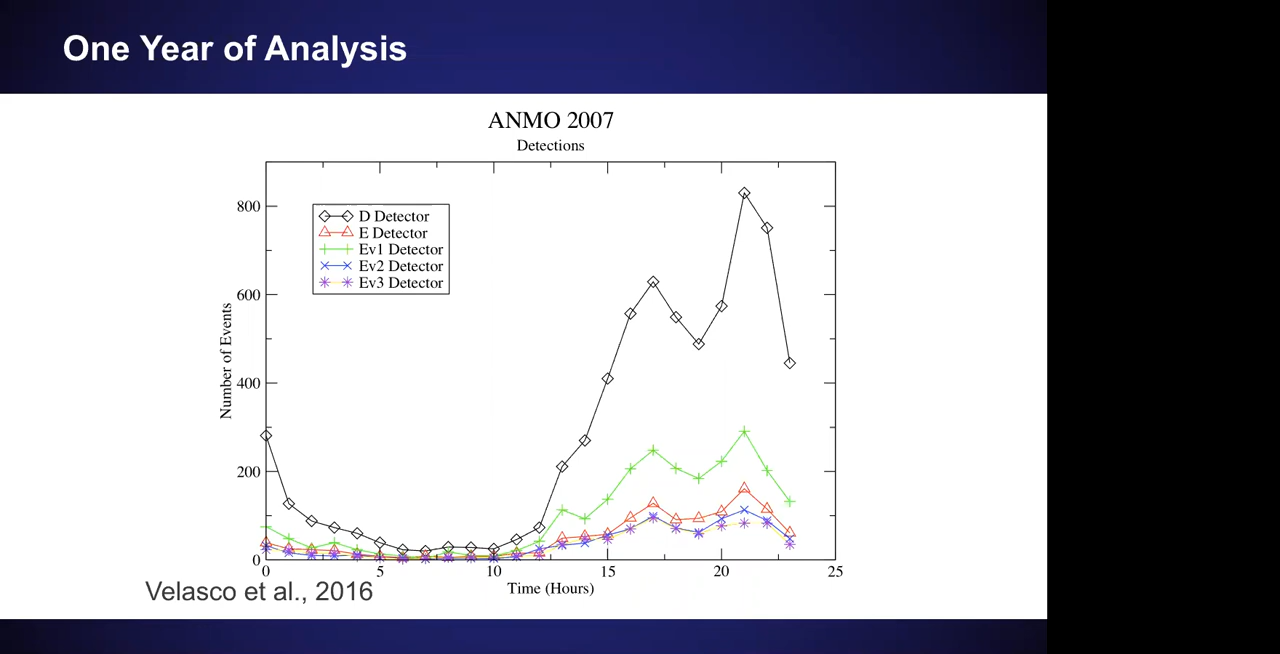 One Year of Analysis
ANMO 2007
Detections
D Detector
E Detector
Ev1 Detector
Ev2 Detector
Ev3 Detector
Number of Events
800
600
400
200
0
0 5 10 15 20 25
Time (Hours)
Velasco et al., 2016